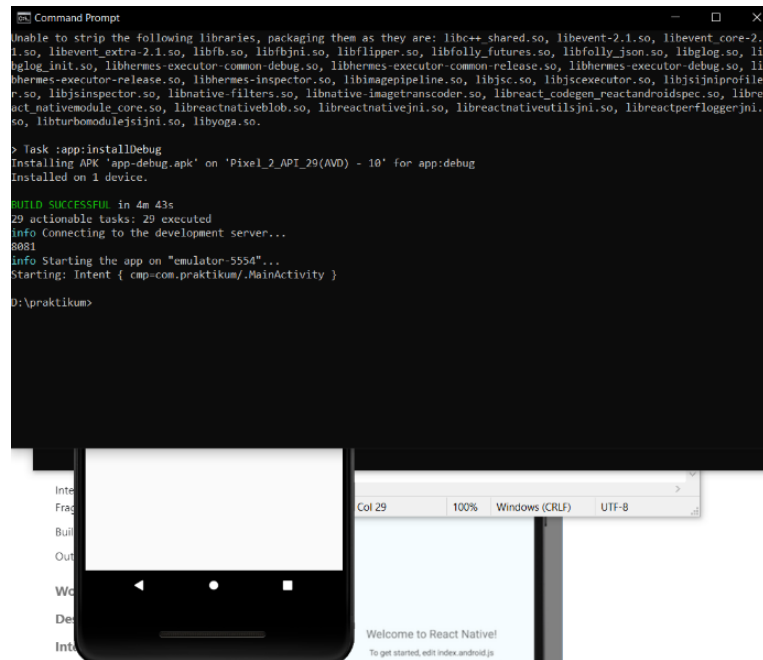 Command Prompt
Unable to strip the following libraries, packaging them as they are: libc++_shared.so, libevent-2.1.so, libevent_core-2.
1.so, libevent_extra-2.1.so, libfb.so, libfbjni.so, libflipper.so, libfolly_futures.so, libfolly_json.so, libglog.so, li
bglog_init.so, libhermes-executor-common-debug.so, libhermes-executor-common-release.so, libhermes-executor-debug.so, li
bhermes-executor-release.so, libhermes-inspector.so, libimagepipeline.so, libjsc.so, libjscexecutor.so, libjsijniprofile
r.so, libjsinspector.so, libnative-filters.so, libnative-imagetranscoder.so, libreact_codegen_reactandroidspec.so, libre
act_nativemodule_core.so, libreactnativeblob.so, libreactnativejni.so, libreactnativeutilsjni.so, libreactperfloggerjni.
so, libturbomodulejsijni.so, libyoga.so.
> Task :app:installDebug
Installing APK 'app-debug.apk' on 'Pixel_2_API_29(AVD) - 10' for app:debug
Installed on 1 device.
BUILD SUCCESSFUL in 4m 43s
29 actionable tasks: 29 executed
info Connecting to the development server...
8081
info Starting the app on "emulator-5554"...
Starting: Intent { cmp=com.praktikum/.MainActivity }
D:\praktikum>
Col 29 100% Windows (CRLF) UTF-8
Welcome to React Native!
To get started, edit index.android.js